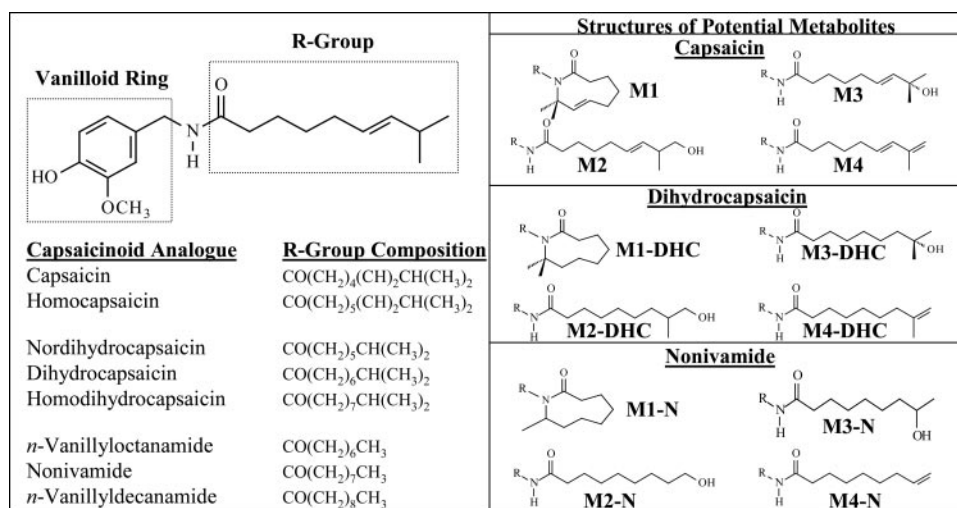 R-Group
Vanilloid Ring
O
N
H
HO
OCH₃
Capsaicinoid Analogue R-Group Composition
Capsaicin CO(CH₂)₄(CH)₂CH(CH₃)₂
Homocapsaicin CO(CH₂)₅(CH)₂CH(CH₃)₂
Nordihydrocapsaicin CO(CH₂)₅CH(CH₃)₂
Dihydrocapsaicin CO(CH₂)₆CH(CH₃)₂
Homodihydrocapsaicin CO(CH₂)₇CH(CH₃)₂
n-Vanillyloctanamide CO(CH₂)₆CH₃
Nonivamide CO(CH₂)₇CH₃
n-Vanillyldecanamide CO(CH₂)₈CH₃
Structures of Potential Metabolites
Capsaicin
O
R N
M1
O
R N
H
OH
M3
O
R N
H
OH
M2
O
R N
H
M4
Dihydrocapsaicin
O
R N
M1-DHC
O
R N
H
OH
M3-DHC
O
R N
H
OH
M2-DHC
O
R N
H
M4-DHC
Nonivamide
O
R N
M1-N
O
R N
H
OH
M3-N
O
R N
H
OH
M2-N
O
R N
H
M4-N